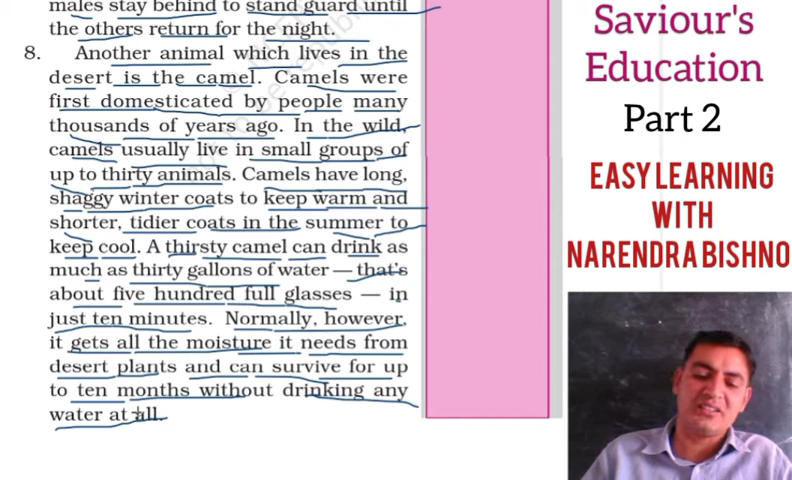 males stay behind to stand guard until
the others return for the night.
8. Another animal which lives in the
desert is the camel. Camels were
first domesticated by people many
thousands of years ago. In the wild,
camels usually live in small groups of
up to thirty animals. Camels have long,
shaggy winter coats to keep warm and
shorter, tidier coats in the summer to
keep cool. A thirsty camel can drink as
much as thirty gallons of water — that's
about five hundred full glasses — in
just ten minutes. Normally, however,
it gets all the moisture it needs from
desert plants and can survive for up
to ten months without drinking any
water at all.
Saviour's
Education
Part 2
EASY LEARNING
WITH
NARENDRA BISHNO